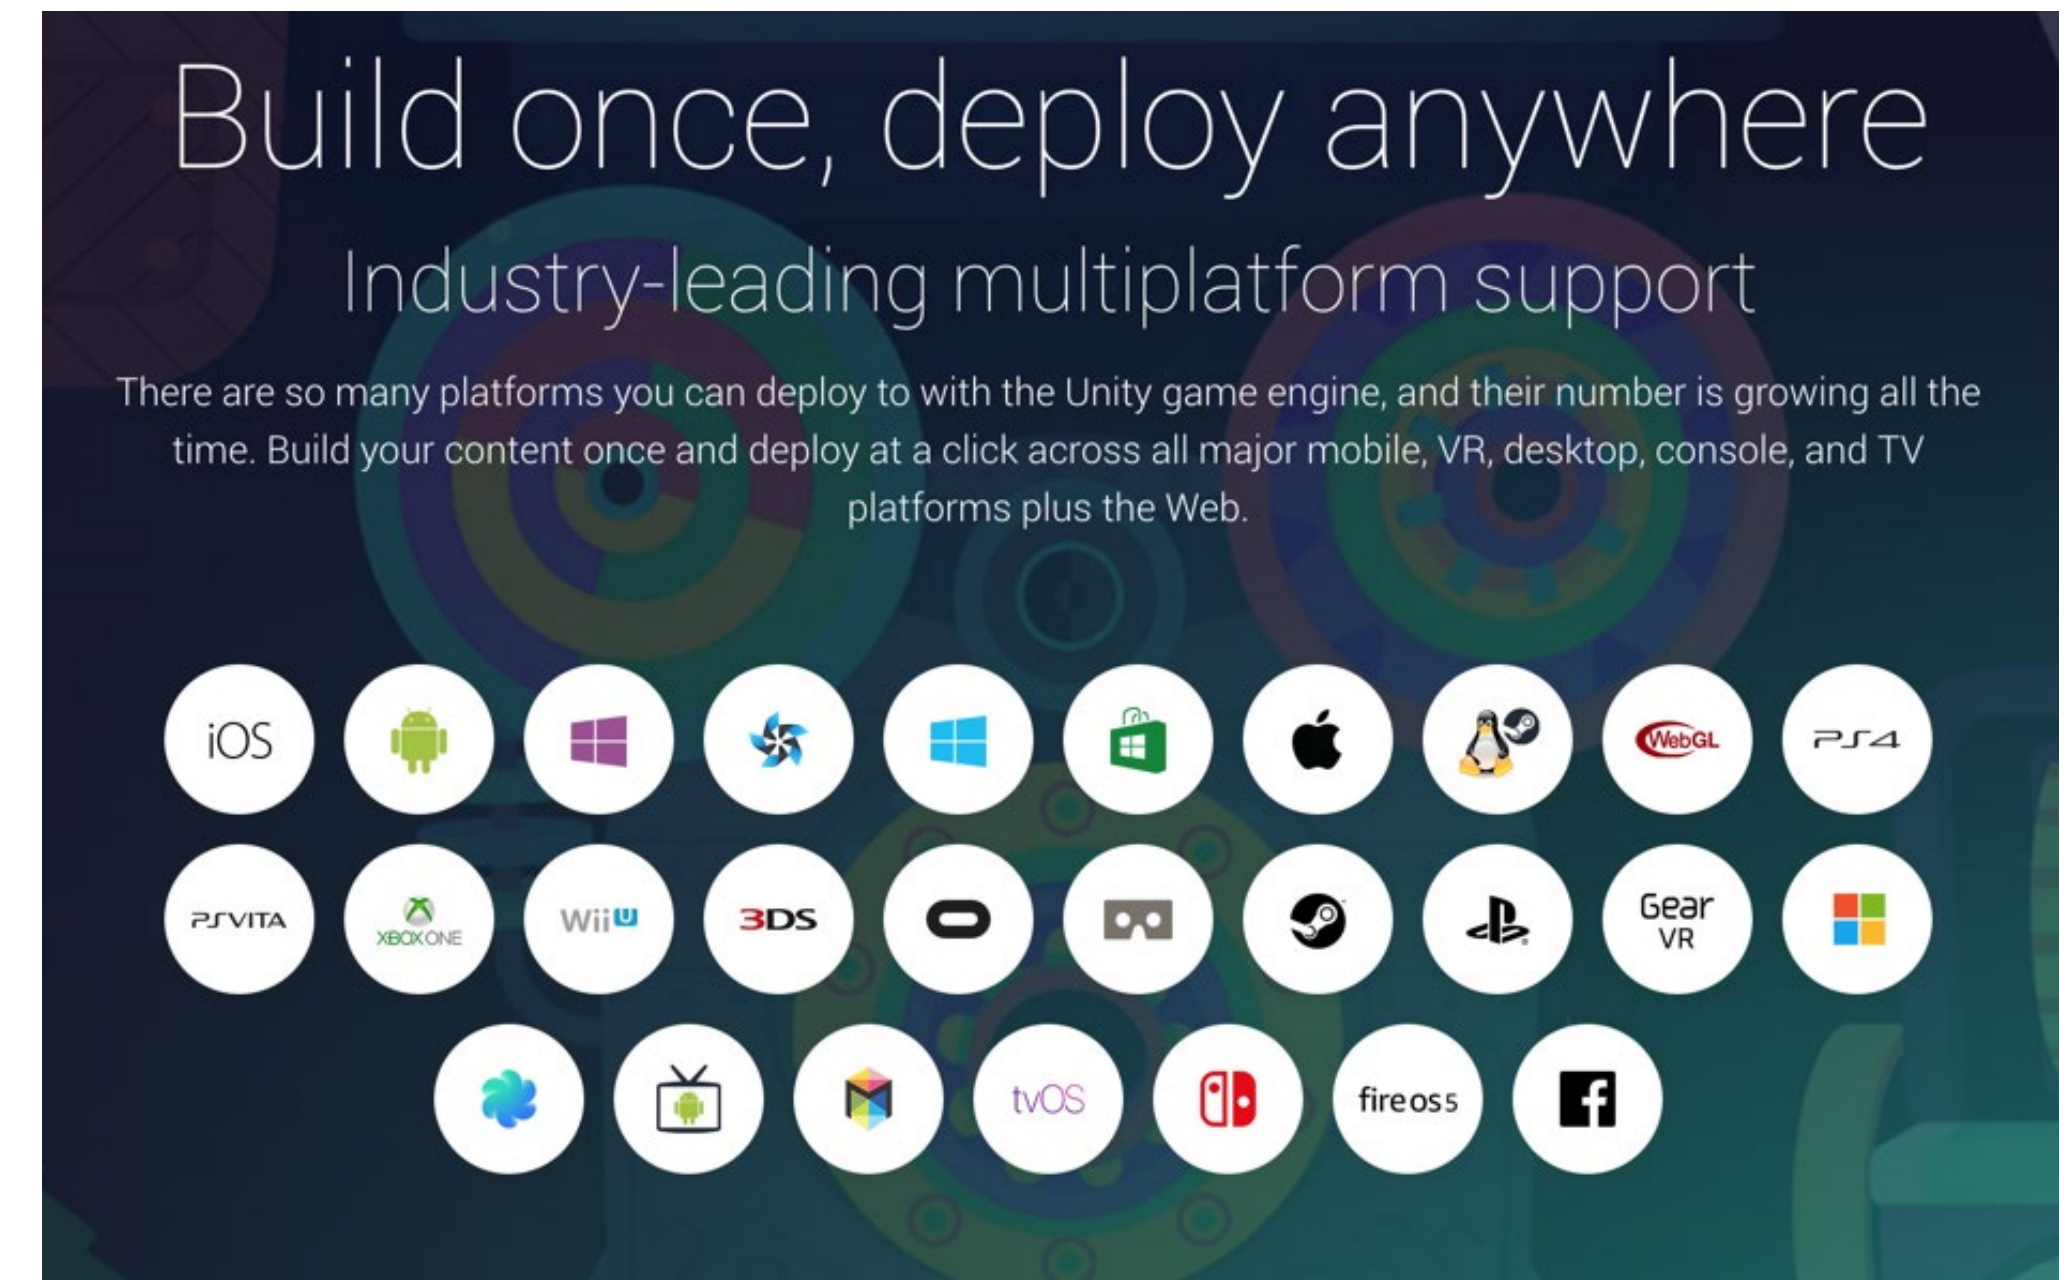 Build once, deploy anywhere
Industry-leading multiplatform support
There are so many platforms you can deploy to with the Unity game engine, and their number is growing all the
time. Build your content once and deploy at a click across all major mobile, VR, desktop, console, and TV
platforms plus the Web.
iOS
WebGL
PS4
PSVITA
XBOX ONE
Wii U
3DS
Gear
VR
tvOS
fire os 5